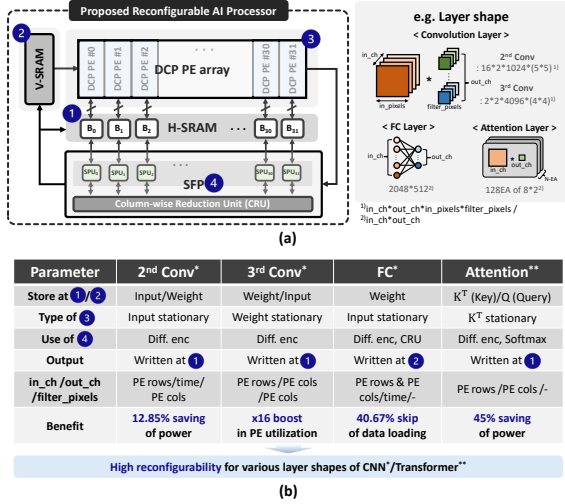 Proposed Reconfigurable AI Processor
2
V-SRAM
DCP PE #0
DCP PE #1
DCP PE #2
DCP PE array
DCP PE #30
DCP PE #31
3
1
H-SRAM
B0
B1
B2
• • •
B30
B31
SPU0
SPU1
SPU2
SPU30
SPU31
SFP 4
Column-wise Reduction Unit (CRU)
e.g. Layer shape
< Convolution Layer >
*
in_ch
in_pixels
filter_pixels
out_ch
2nd Conv
: 16*2*1024*(5*5)1)
3rd Conv
: 2*2*4096*(4*4)1)
< FC Layer >
in_ch
out_ch
2048*5122)
<Attention Layer >
in_ch
*
out_ch
N-EA
128EA of 8*22)
1)in_ch*out_ch*in_pixels*filter_pixels /
2)in_ch*out_ch
(a)
Parameter 2nd Conv* 3rd Conv* FC* Attention**
Store at 1/2 Input/Weight Weight/Input Weight KT (Key)/Q (Query)
Type of 3 Input stationary Weight stationary Input stationary KT stationary
Use of 4 Diff. enc Diff. enc Diff. enc, CRU Diff. enc, Softmax
Output Written at 1 Written at 1 Written at 2 Written at 1
in_ch /out_ch /filter_pixels PE rows/time/ PE cols PE rows /PE cols /PE cols PE rows & PE cols/time/- PE rows /PE cols /-
Benefit 12.85% saving of power x16 boost in PE utilization 40.67% skip of data loading 45% saving of power
High reconfigurability for various layer shapes of CNN*/Transformer**
(b)